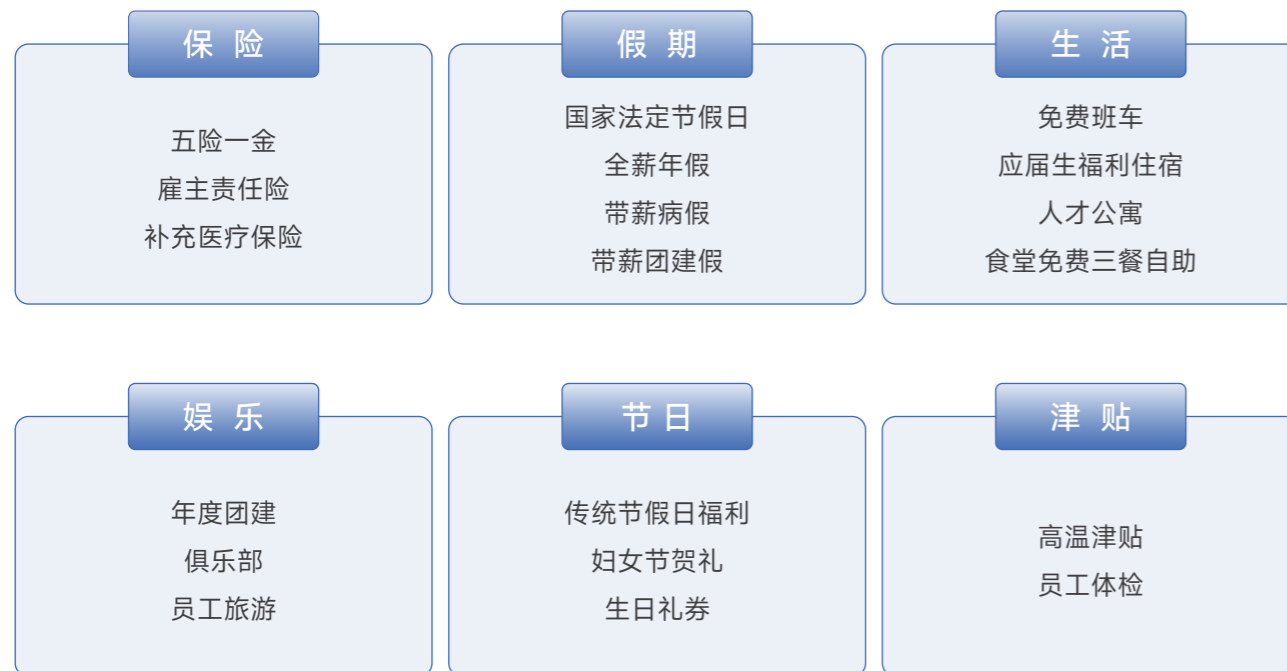 保 险
五险一金
雇主责任险
补充医疗保险
假 期
国家法定节假日
全薪年假
带薪病假
带薪团建假
生 活
免费班车
应届生福利住宿
人才公寓
食堂免费三餐自助
娱 乐
年度团建
俱乐部
员工旅游
节 日
传统节假日福利
妇女节贺礼
生日礼券
津 贴
高温津贴
员工体检